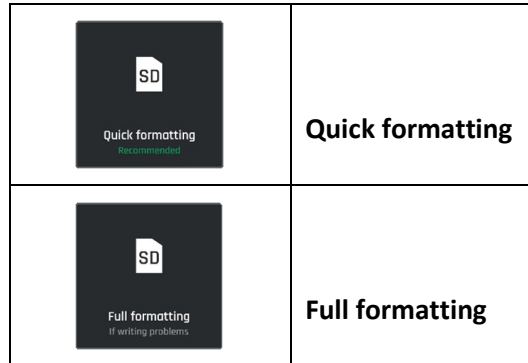 SD
Quick formatting
Recommended
Quick formatting
SD
Full formatting
If writing problems
Full formatting